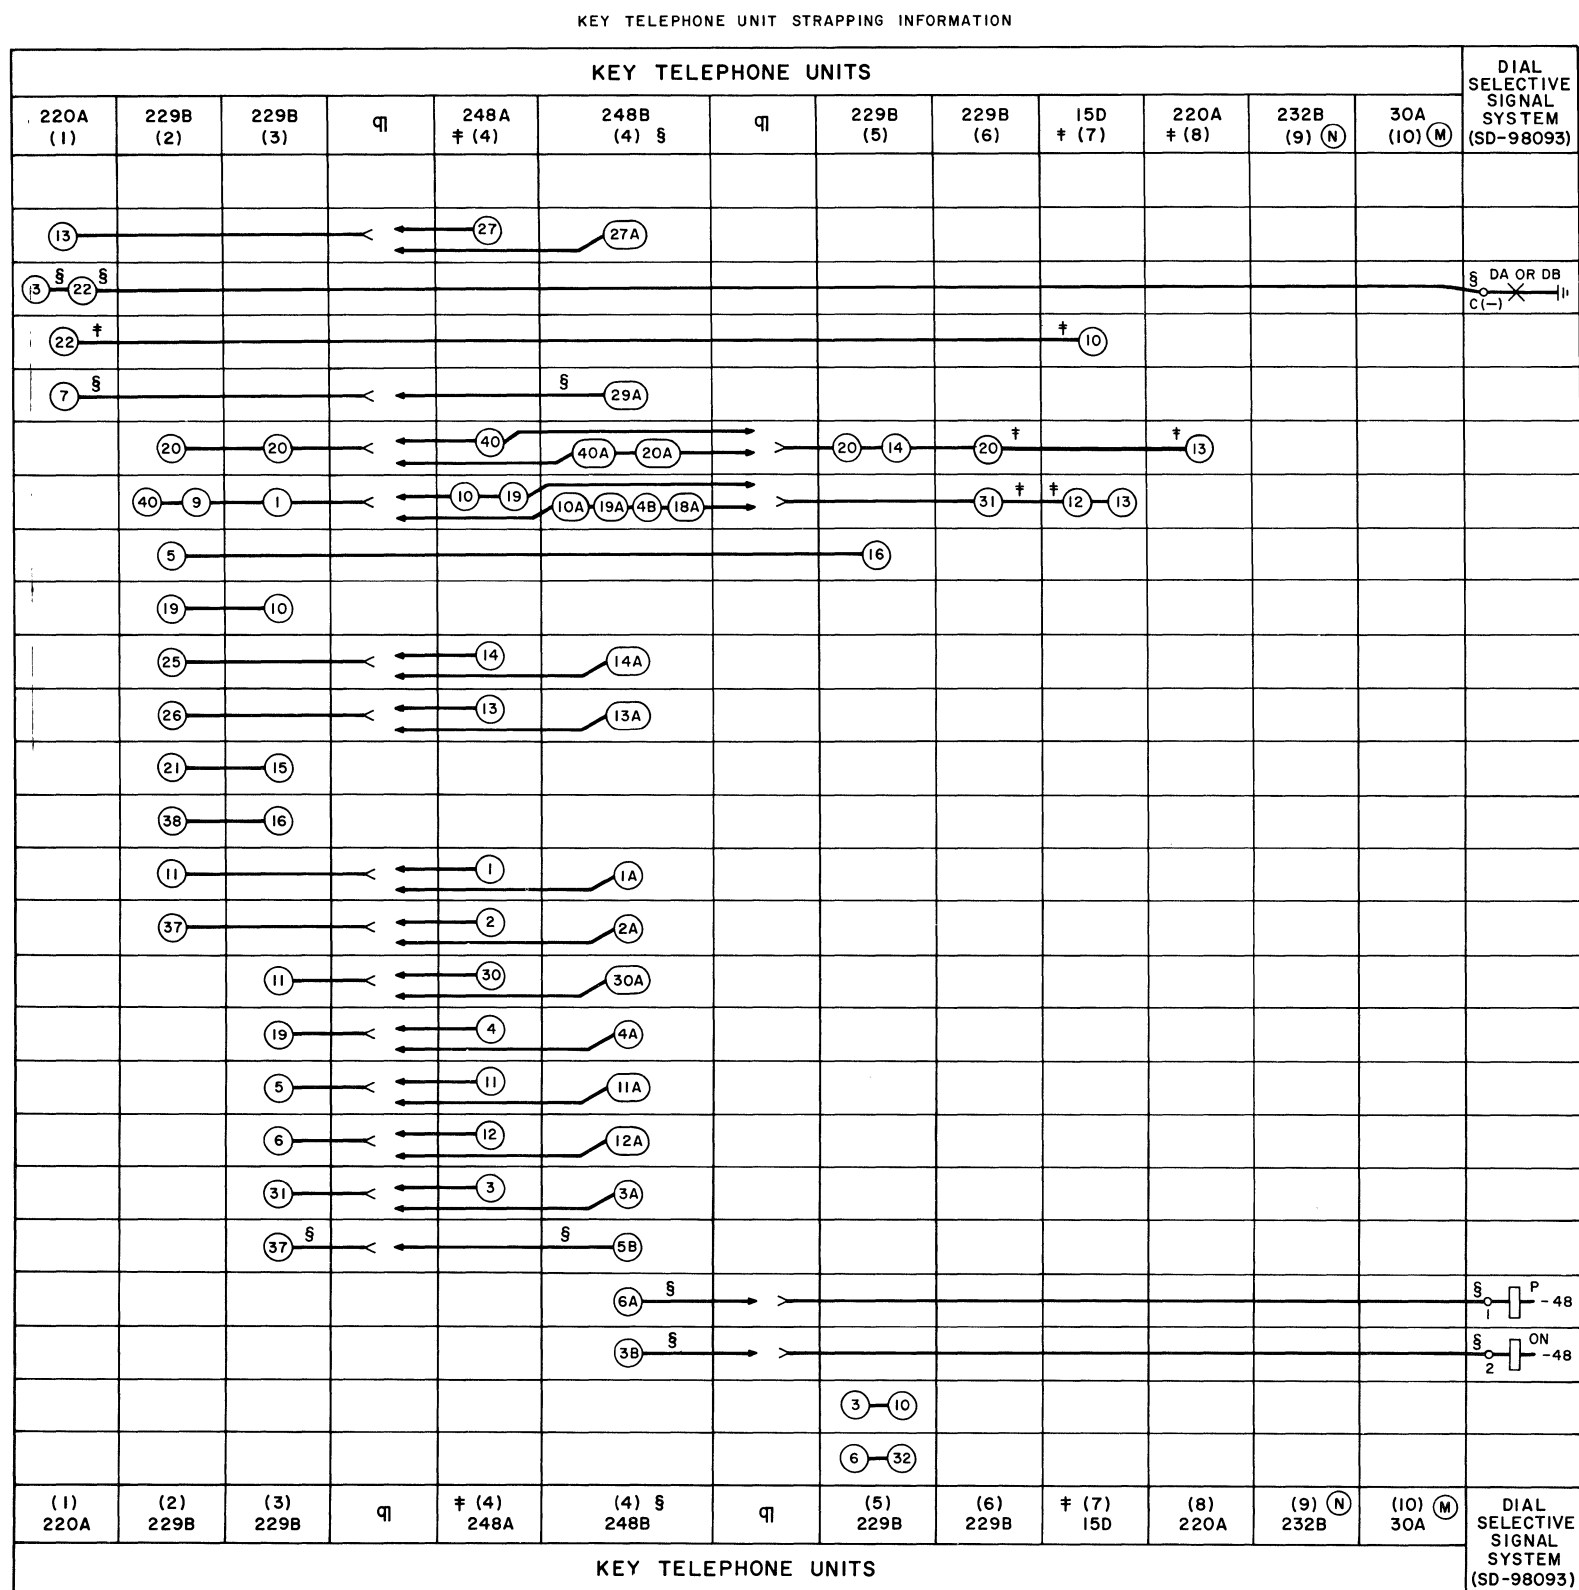 KEY TELEPHONE UNIT STRAPPING INFORMATION
KEY TELEPHONE UNITS
DIAL
SELECTIVE
SIGNAL
SYSTEM
(SD-98093)
220A
(1)
229B
(2)
229B
(3)
¶
248A
‡ (4)
248B
(4) §
¶
229B
(5)
229B
(6)
15D
‡ (7)
220A
‡ (8)
232B
(9) Ⓝ
30A
(10) Ⓜ
13 27 27A
3 § 22 § § DA OR DB
C(−)
22 ‡ ‡ 10
7 § § 29A
20 20 40 40A 20A 20 14 20 ‡ ‡ 13
40 9 1 10 19 10A 19A 4B 18A 31 ‡ ‡ 12 13
5 16
19 10
25 14 14A
26 13 13A
21 15
38 16
11 1 1A
37 2 2A
11 30 30A
19 4 4A
5 11 11A
6 12 12A
31 3 3A
37 § § 5B
6A § § 1 P -48
3B § § 2 ON -48
3 10
6 32
(1)
220A
(2)
229B
(3)
229B
¶
‡ (4)
248A
(4) §
248B
¶
(5)
229B
(6)
229B
‡ (7)
15D
(8)
220A
(9) Ⓝ
232B
(10) Ⓜ
30A
DIAL
SELECTIVE
SIGNAL
SYSTEM
(SD-98093)
KEY TELEPHONE UNITS